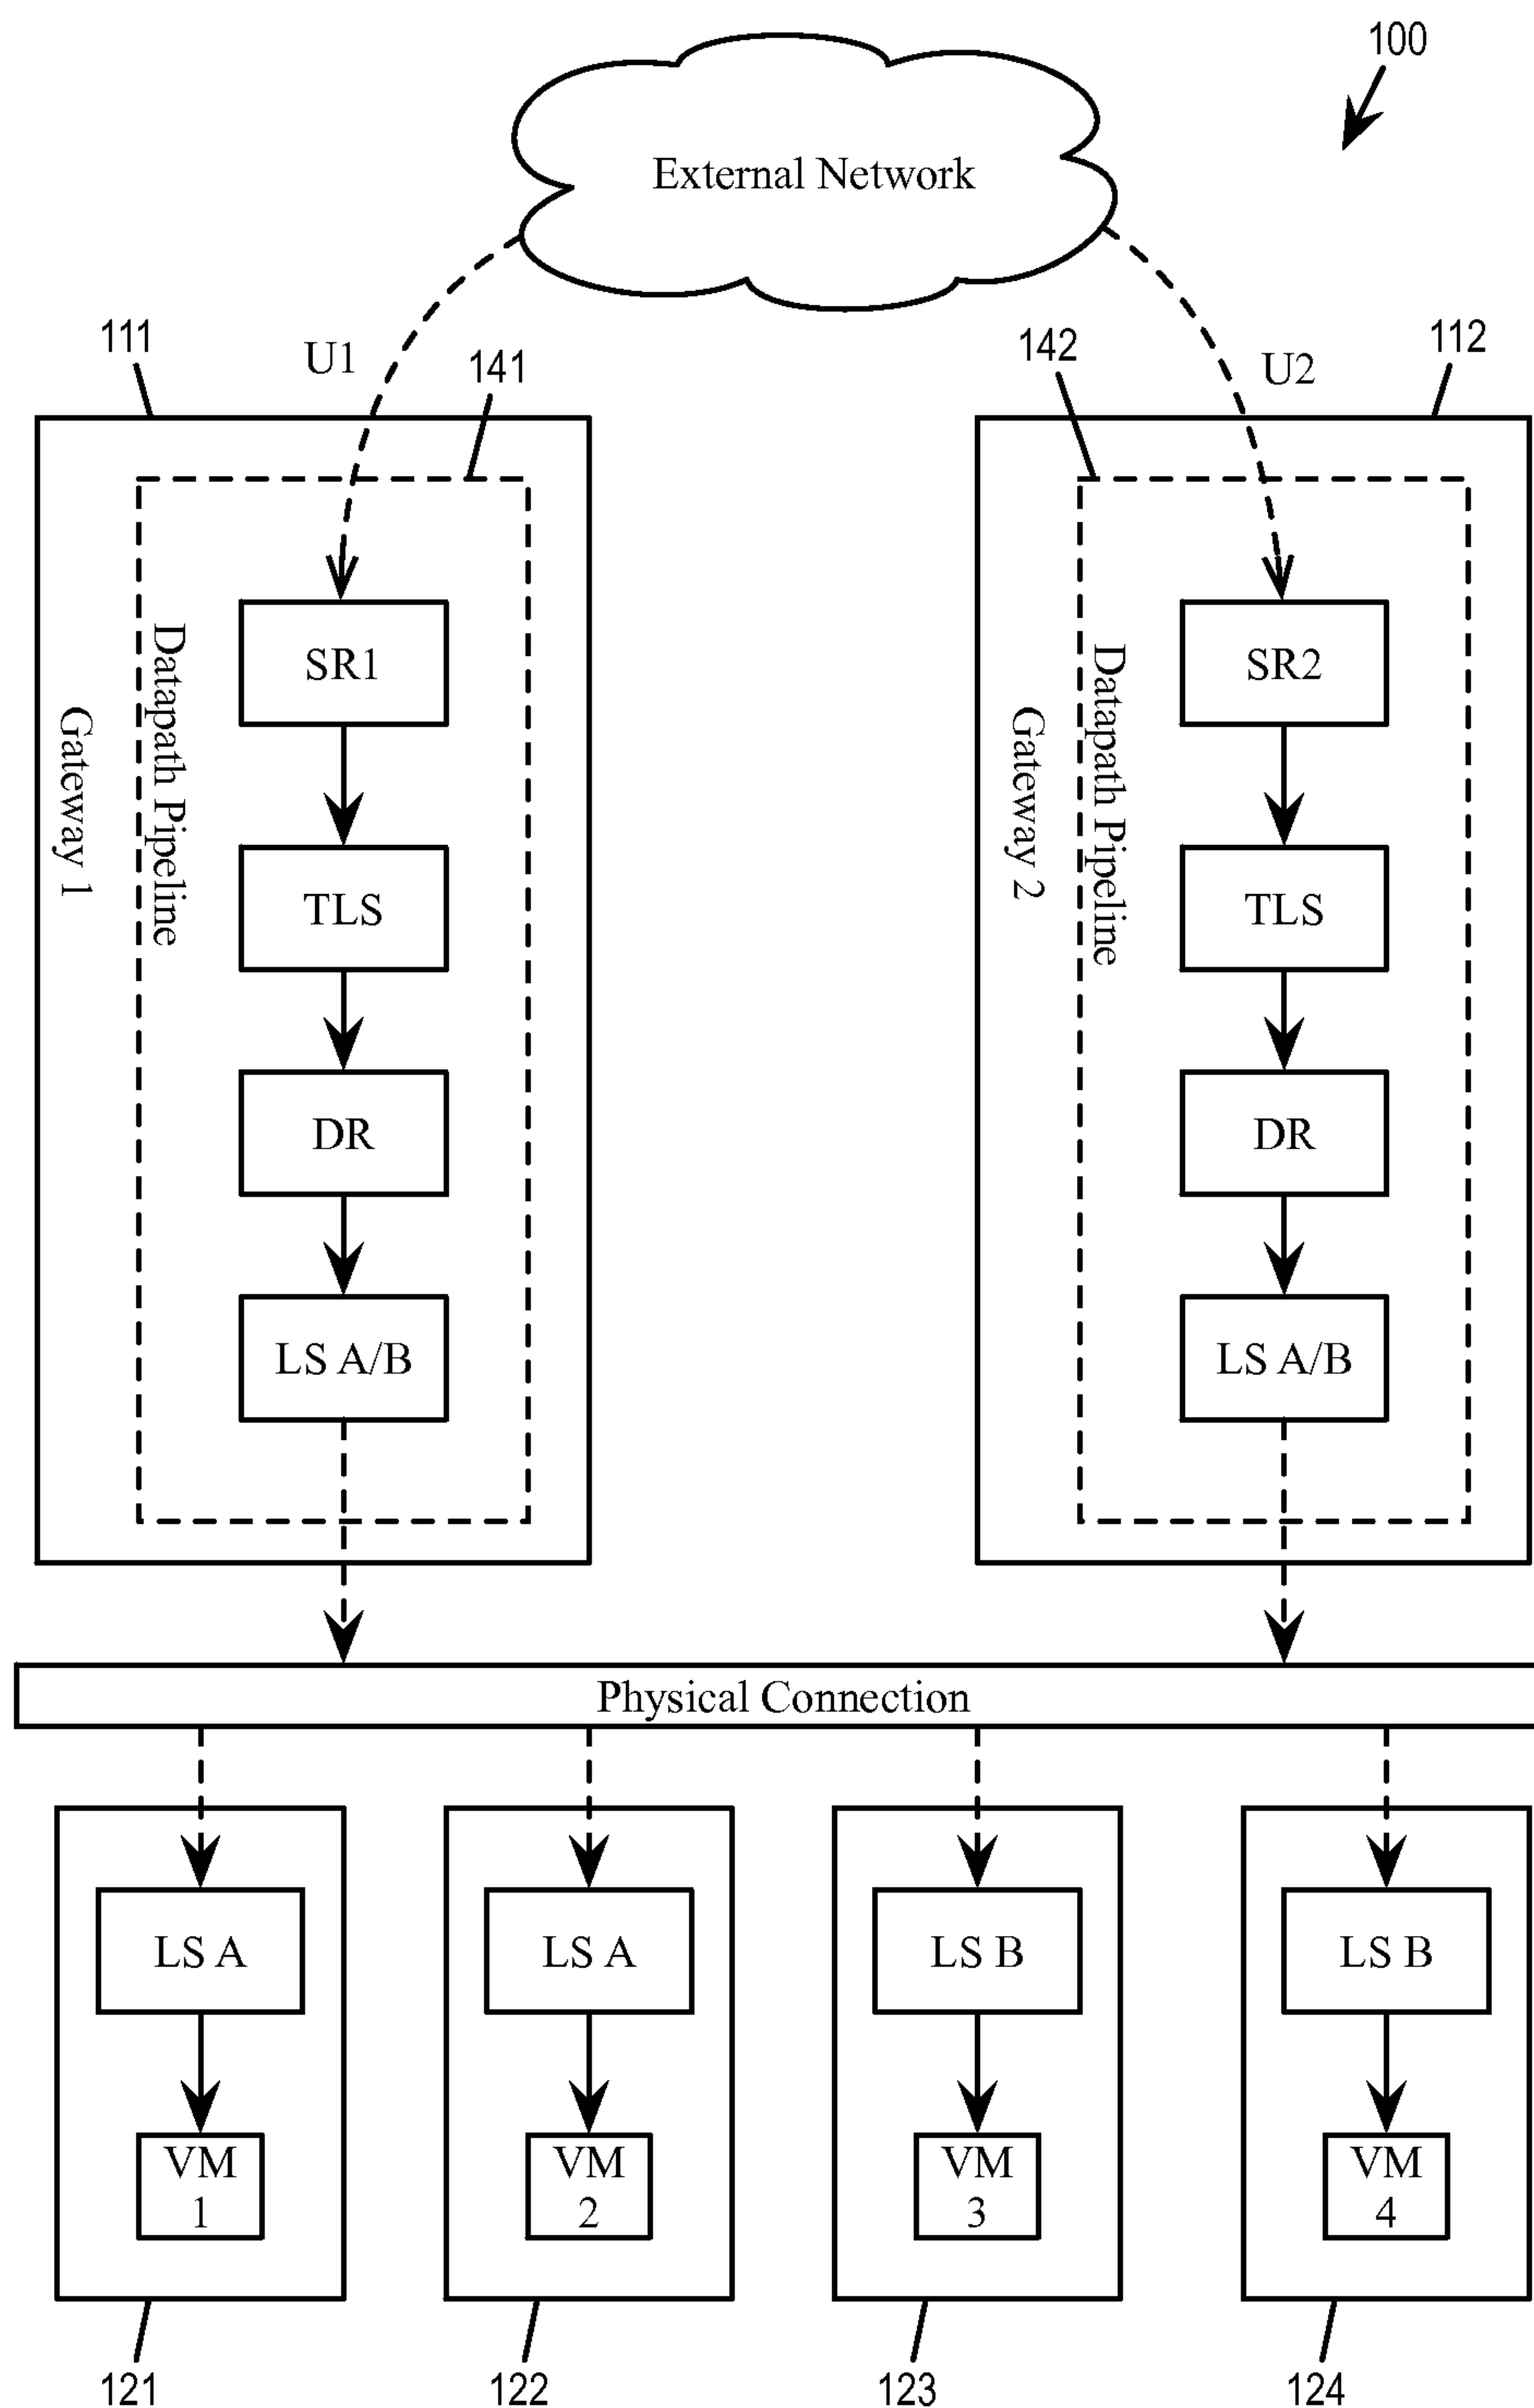 100
External Network
111
U1
141
142
U2
112
SR1
SR2
Datapath Pipeline
Gateway 1
Datapath Pipeline
Gateway 2
TLS
TLS
DR
DR
LS A/B
LS A/B
Physical Connection
LS A
LS A
LS B
LS B
VM
1
VM
2
VM
3
VM
4
121
122
123
124